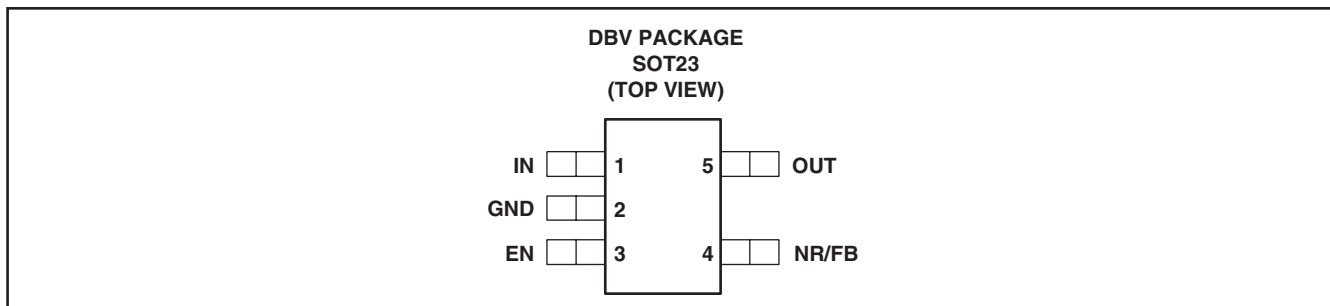 DBV PACKAGE
SOT23
(TOP VIEW)
IN 1 5 OUT
GND 2
EN 3 4 NR/FB